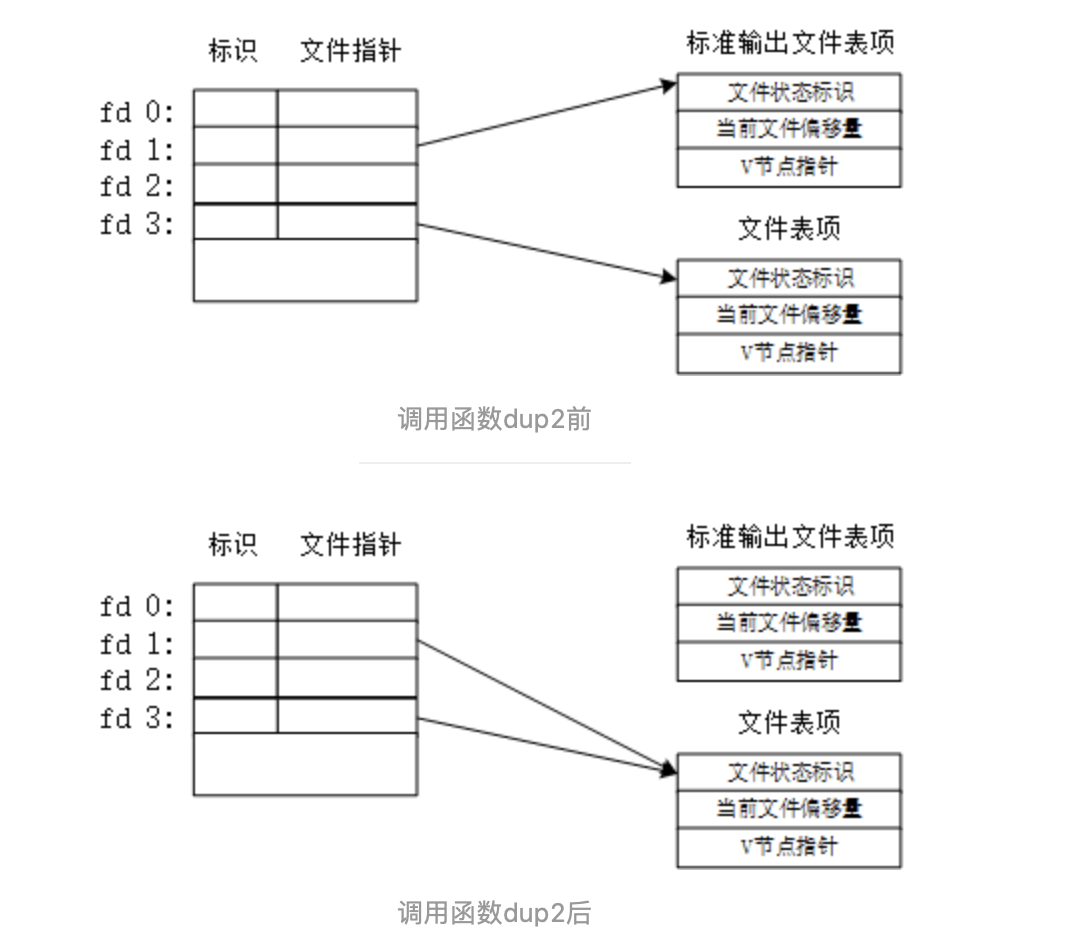 标识 文件指针
标准输出文件表项
fd 0:
fd 1:
fd 2:
fd 3:
文件状态标识
当前文件偏移量
V节点指针
文件表项
文件状态标识
当前文件偏移量
V节点指针
调用函数dup2前
标识 文件指针
标准输出文件表项
fd 0:
fd 1:
fd 2:
fd 3:
文件状态标识
当前文件偏移量
V节点指针
文件表项
文件状态标识
当前文件偏移量
V节点指针
调用函数dup2后